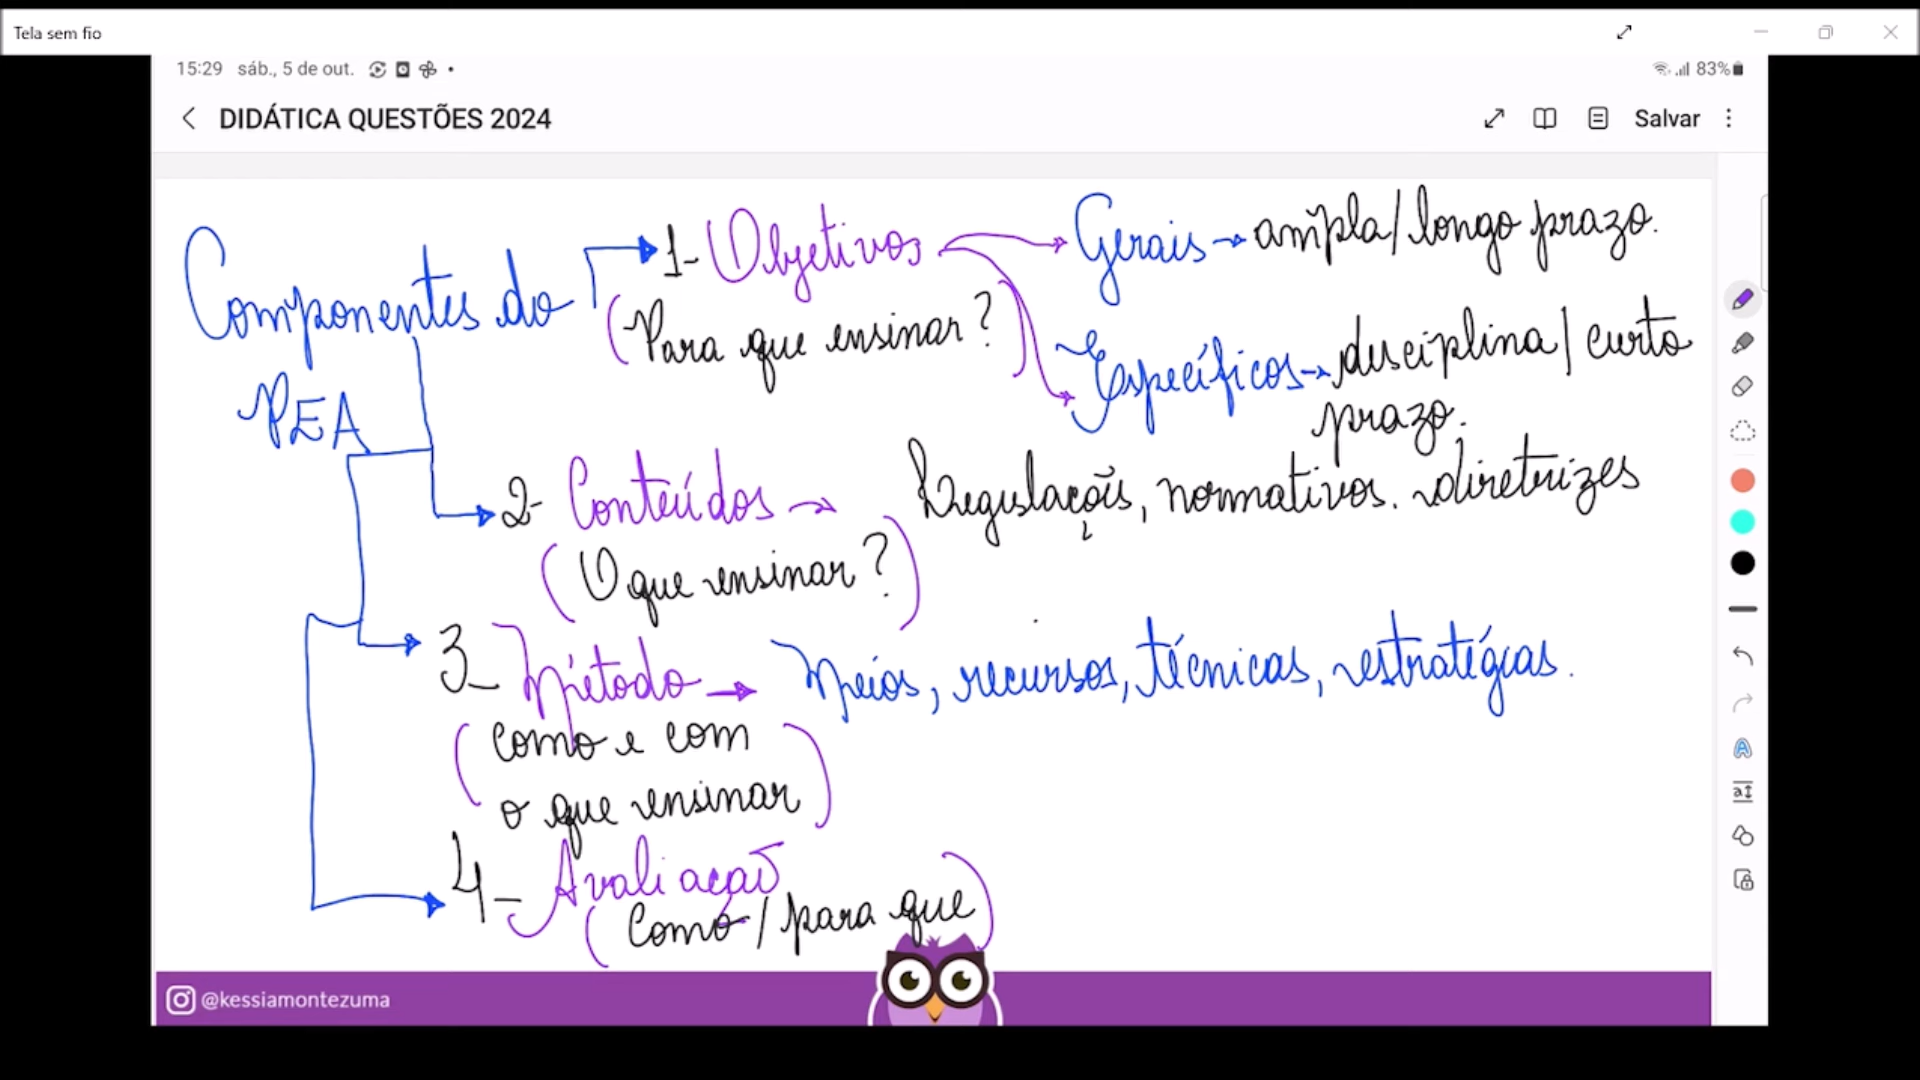 Tela sem fio
15:29 sáb., 5 de out.
83%
DIDÁTICA QUESTÕES 2024
Salvar
Componentes do
PEA
1- Objetivos
(Para que ensinar?)
Gerais → ampla/longo prazo.
Específicos → disciplina/curto
prazo.
2- Conteúdos → Regulações, normativos. diretrizes
(O que ensinar?)
3- Método → Meios, recursos, técnicas, estratégias.
(como e com
o que ensinar)
4- Avaliação
(Como/para que)
@kessiamontezuma